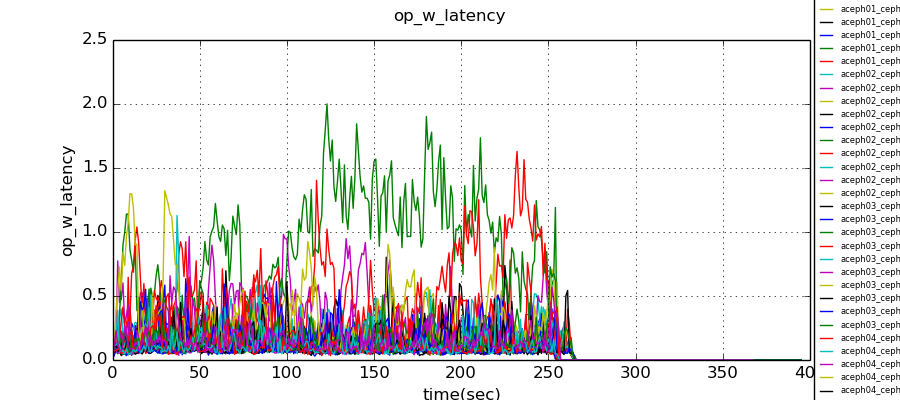 op_w_latency
2.5
2.0
1.5
1.0
0.5
0.0
op_w_latency
0
50
100
150
200
250
300
350
40
time(sec)
aceph01_ceph
aceph01_ceph
aceph01_ceph
aceph01_ceph
aceph01_ceph
aceph02_ceph
aceph02_ceph
aceph02_ceph
aceph02_ceph
aceph02_ceph
aceph02_ceph
aceph02_ceph
aceph02_ceph
aceph02_ceph
aceph02_ceph
aceph03_ceph
aceph03_ceph
aceph03_ceph
aceph03_ceph
aceph03_ceph
aceph03_ceph
aceph03_ceph
aceph03_ceph
aceph03_ceph
aceph03_ceph
aceph04_ceph
aceph04_ceph
aceph04_ceph
aceph04_ceph
aceph04_ceph